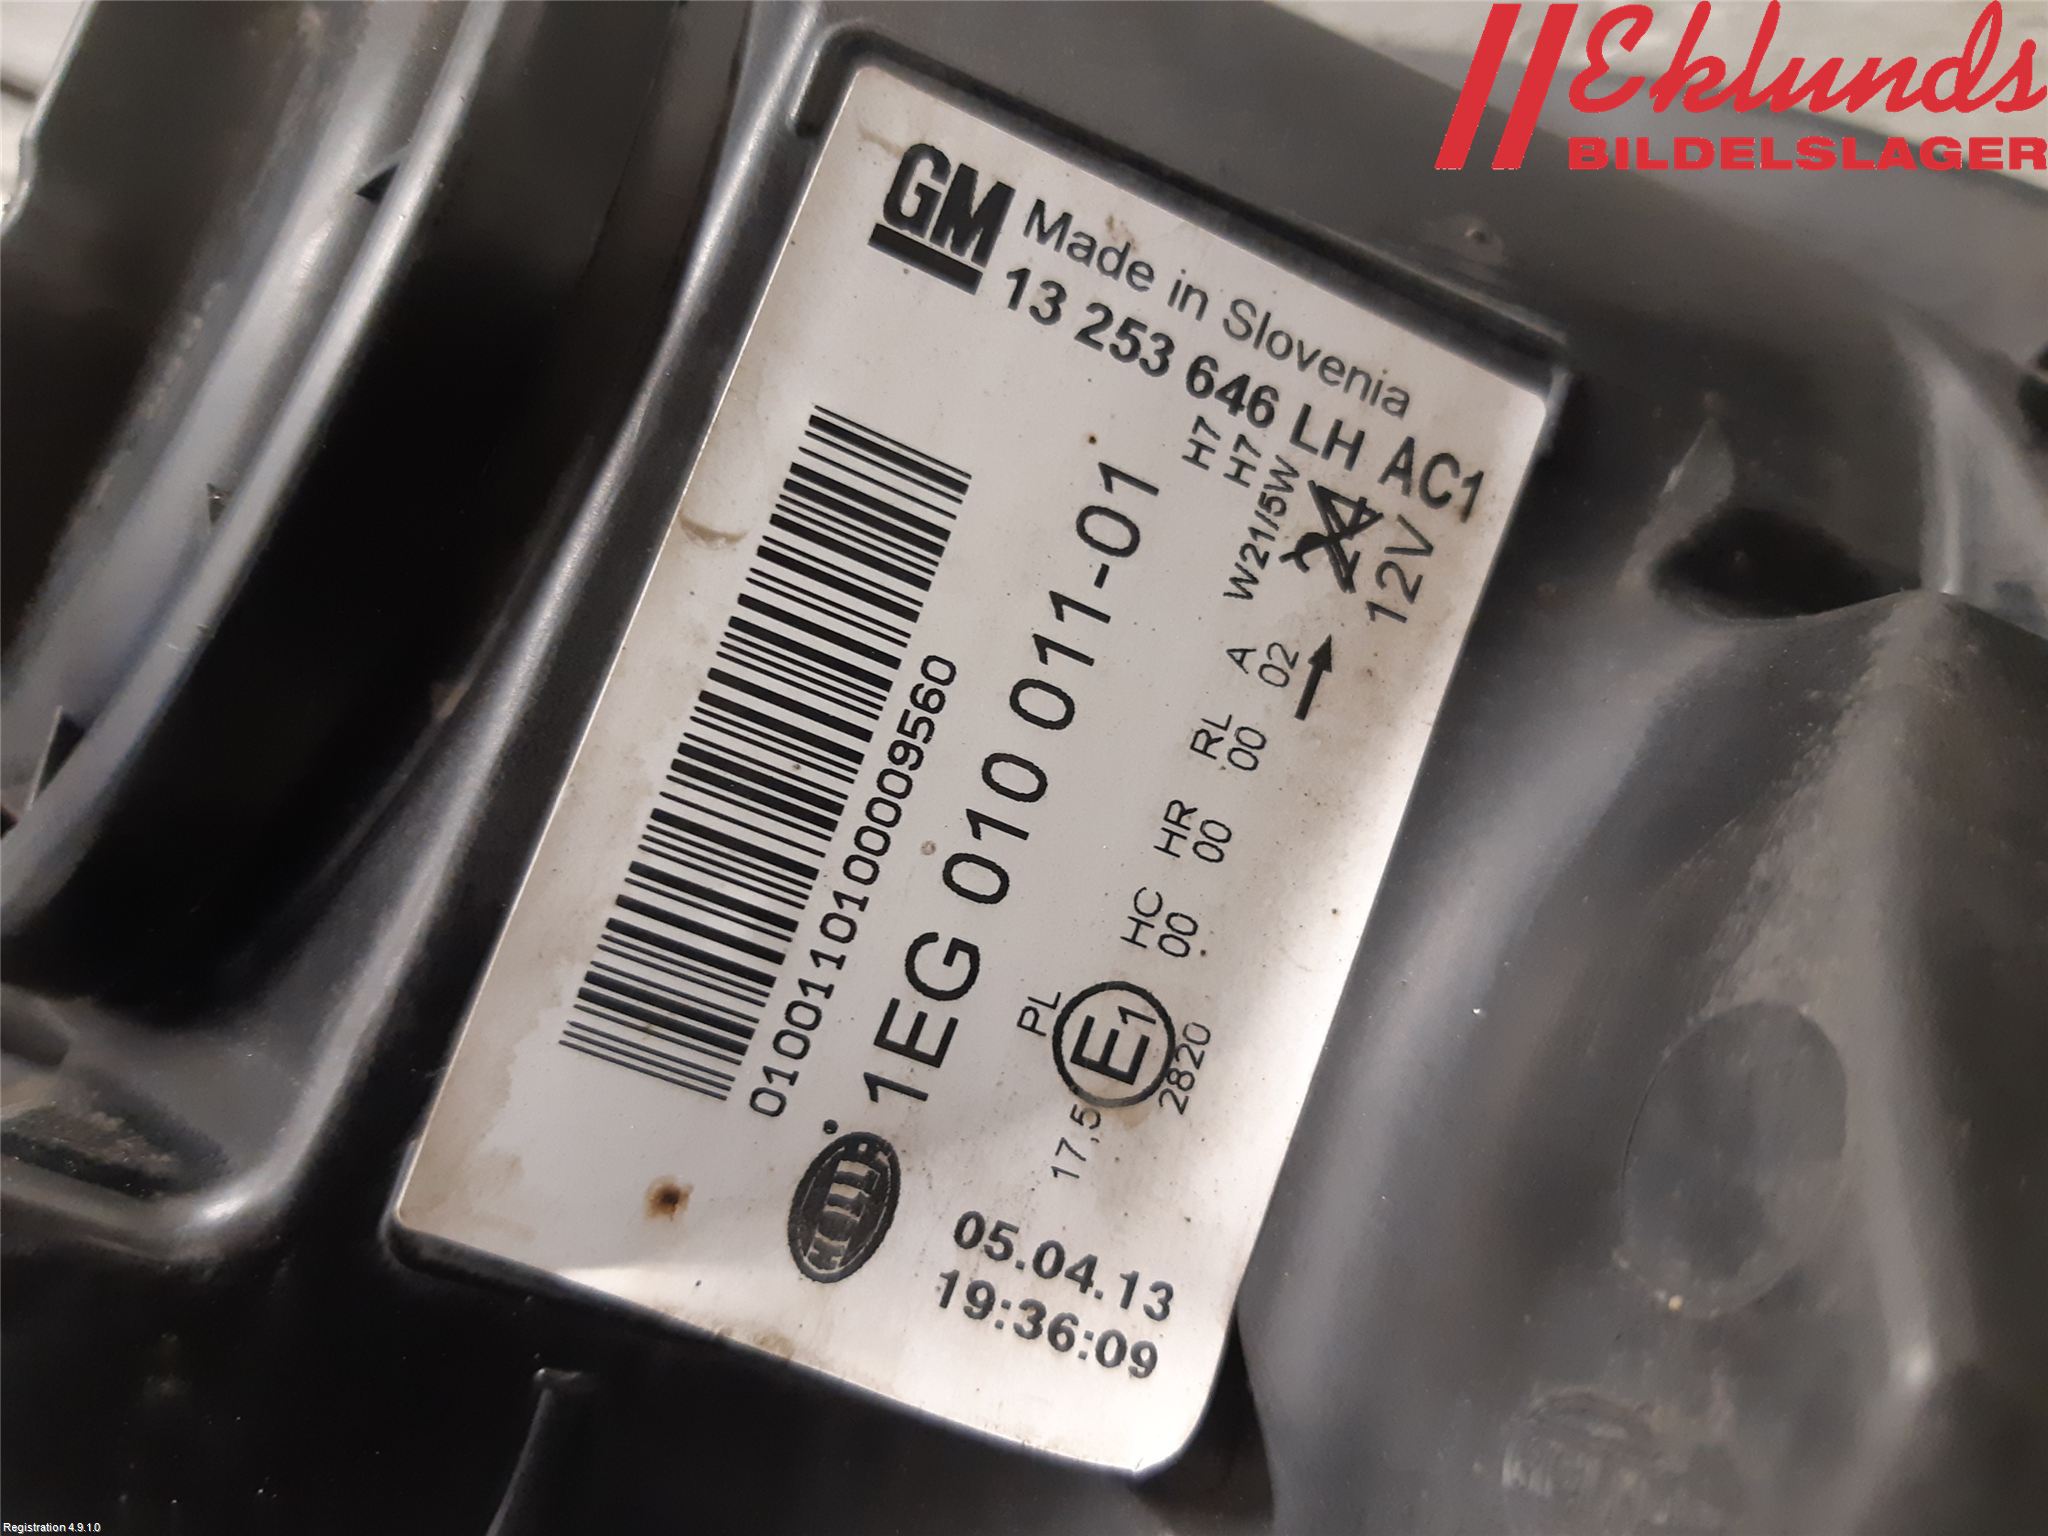 Eklunds
BILDELSLAGER
GM
Made in Slovenia
13 253 646 LH AC1
H7
H7
W21/5W
24
12V
01001101000009560
1EG 010 011-01
A
02
RL
00
HR
00
HC
00
PL
E1
17,5
2820
HELLA
05.04.13
19:36:09
Registration 4.9.1.0